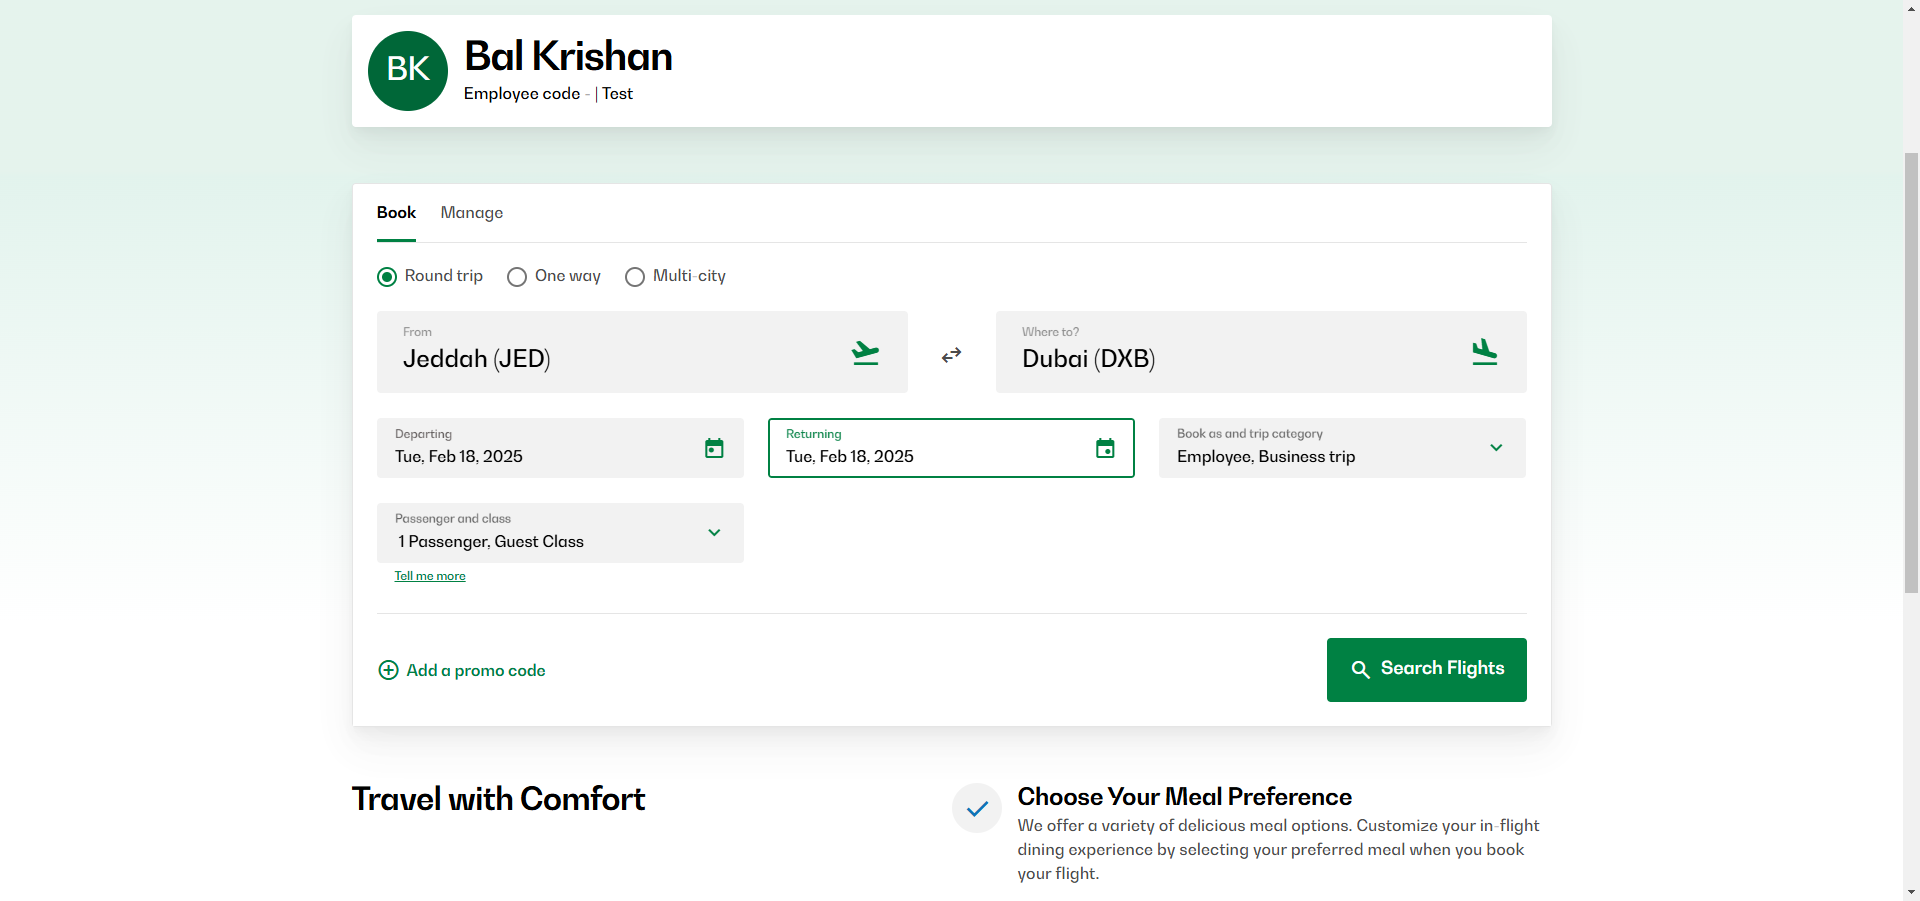 BK
Bal Krishan
Employee code - | Test
Book Manage
Round trip One way Multi-city
From
Jeddah (JED)
Where to?
Dubai (DXB)
Departing
Tue, Feb 18, 2025
Returning
Tue, Feb 18, 2025
Book as and trip category
Employee, Business trip
Passenger and class
1 Passenger, Guest Class
Tell me more
Add a promo code
Search Flights
Travel with Comfort
Choose Your Meal Preference
We offer a variety of delicious meal options. Customize your in-flight
dining experience by selecting your preferred meal when you book
your flight.